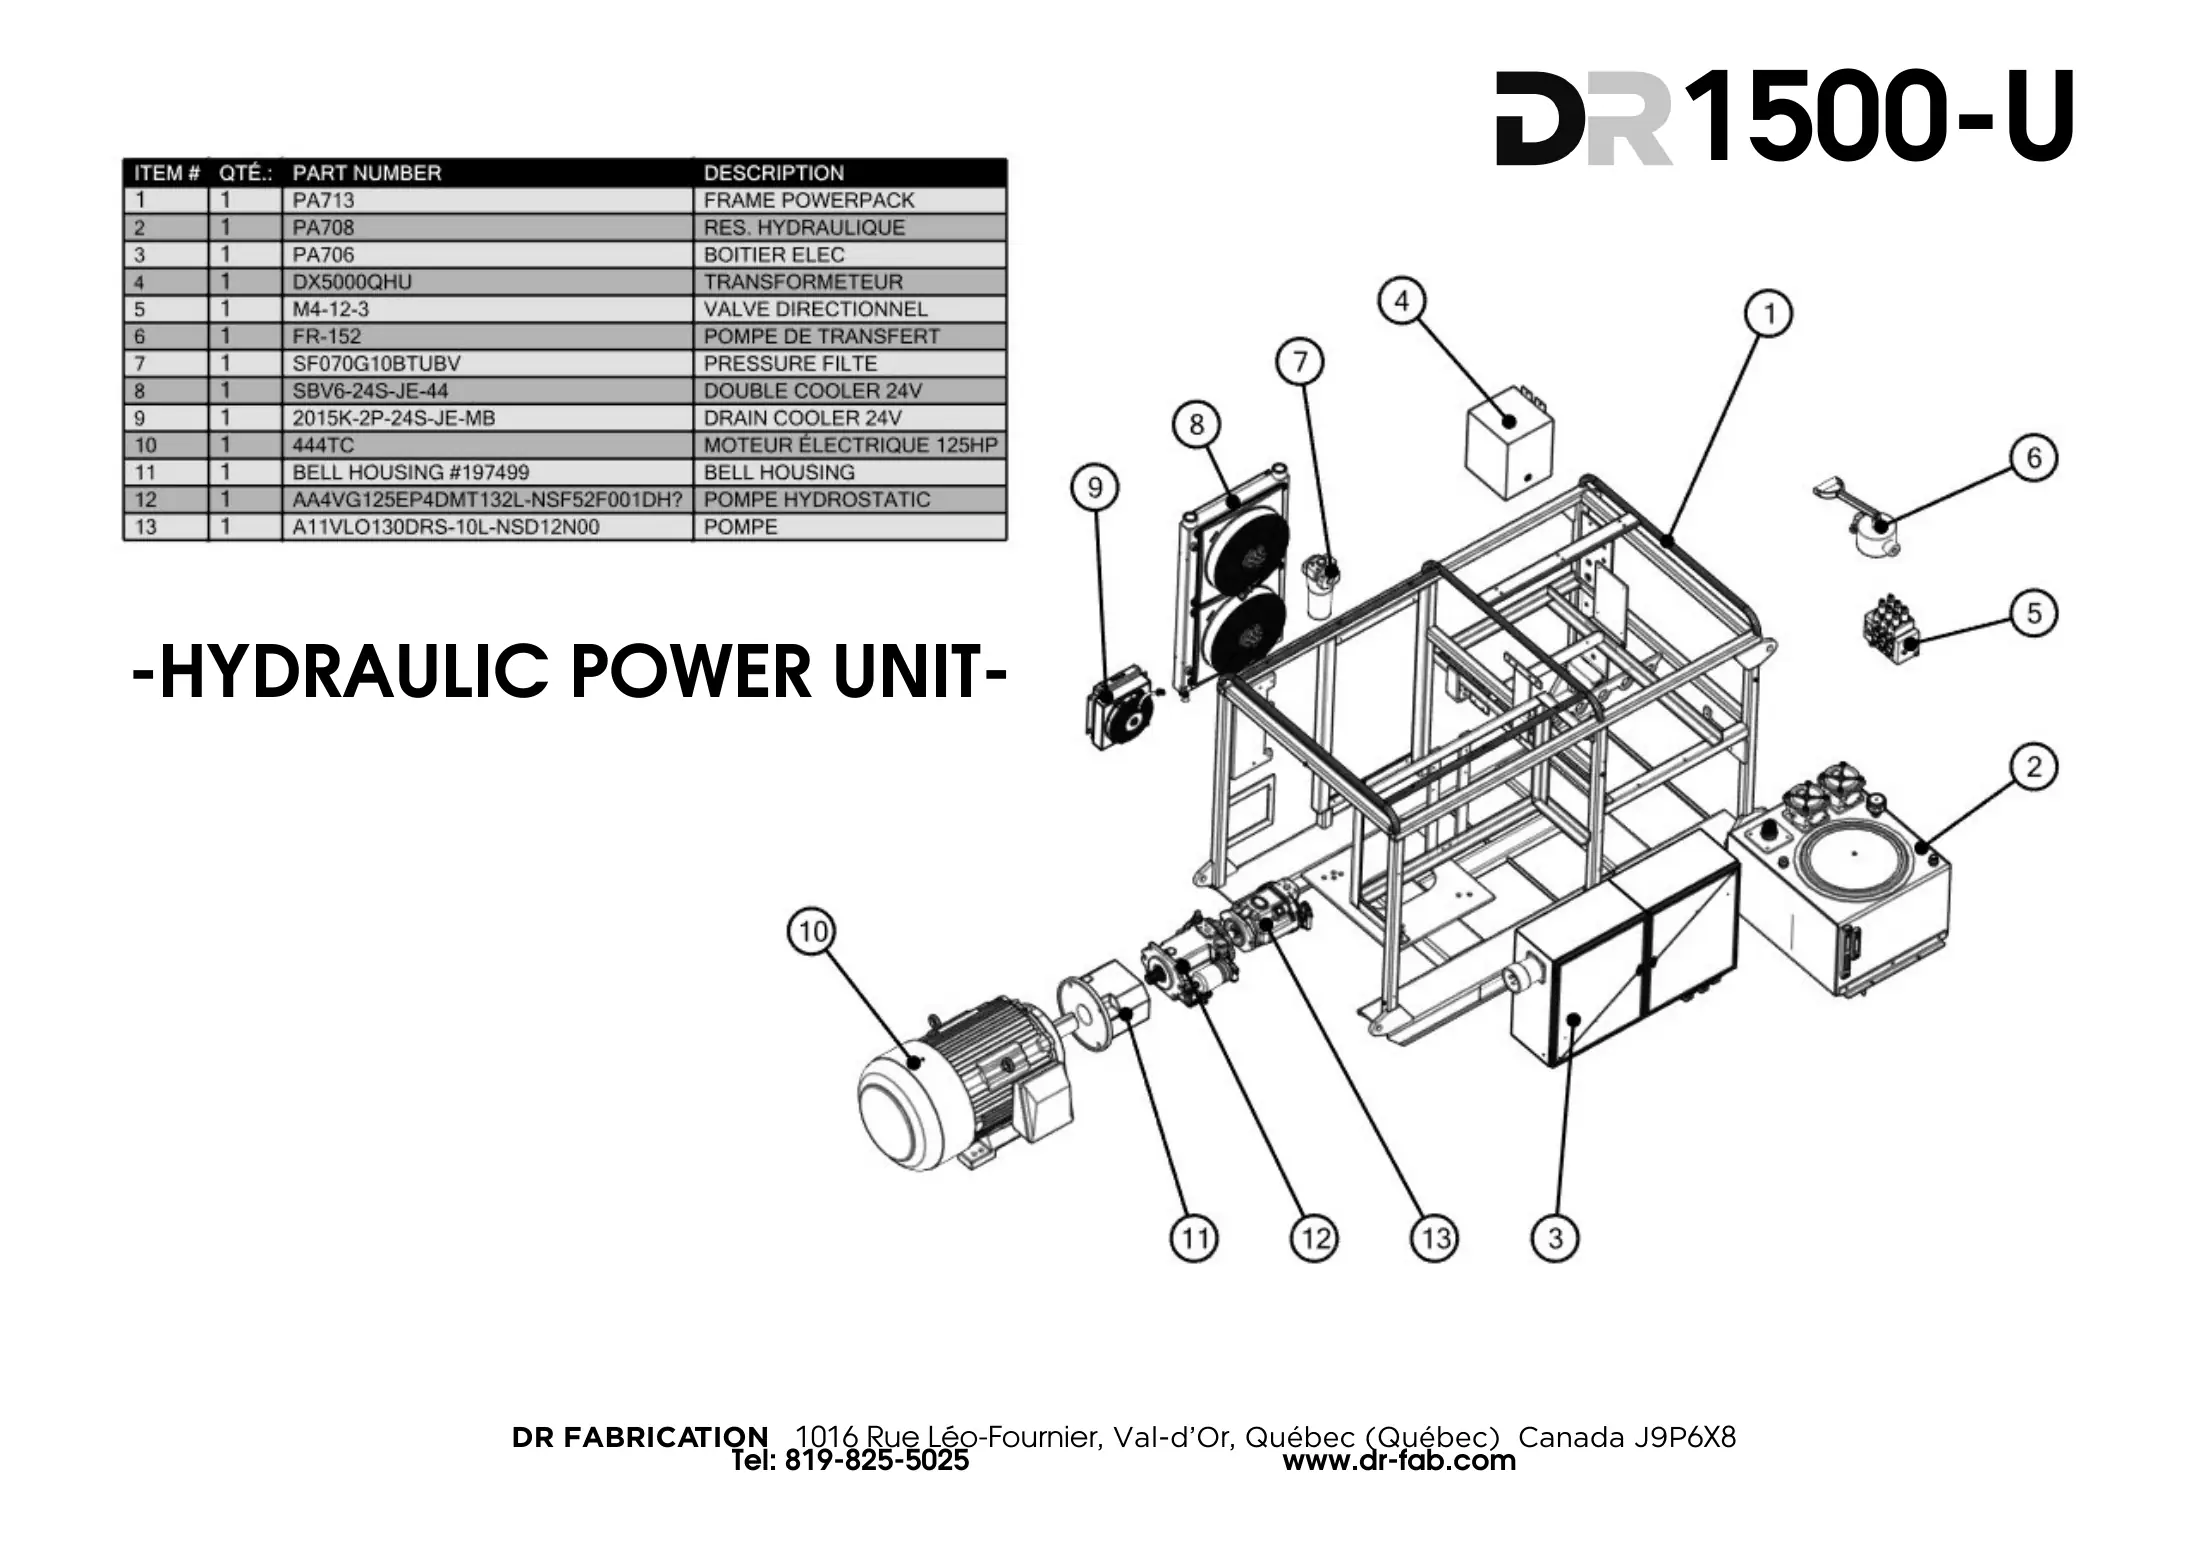 DR1500-U
ITEM # QTÉ.: PART NUMBER DESCRIPTION
1 1 PA713 FRAME POWERPACK
2 1 PA708 RES. HYDRAULIQUE
3 1 PA706 BOITIER ELEC
4 1 DX5000QHU TRANSFORMETEUR
5 1 M4-12-3 VALVE DIRECTIONNEL
6 1 FR-152 POMPE DE TRANSFERT
7 1 SF070G10BTUBV PRESSURE FILTE
8 1 SBV6-24S-JE-44 DOUBLE COOLER 24V
9 1 2015K-2P-24S-JE-MB DRAIN COOLER 24V
10 1 444TC MOTEUR ÉLECTRIQUE 125HP
11 1 BELL HOUSING #197499 BELL HOUSING
12 1 AA4VG125EP4DMT132L-NSF52F001DH? POMPE HYDROSTATIC
13 1 A11VLO130DRS-10L-NSD12N00 POMPE
-HYDRAULIC POWER UNIT-
4
1
7
8
6
9
5
2
10
11
12
13
3
DR FABRICATION 1016 Rue Léo-Fournier, Val-d'Or, Québec (Québec) Canada J9P6X8
Tel: 819-825-5025 www.dr-fab.com